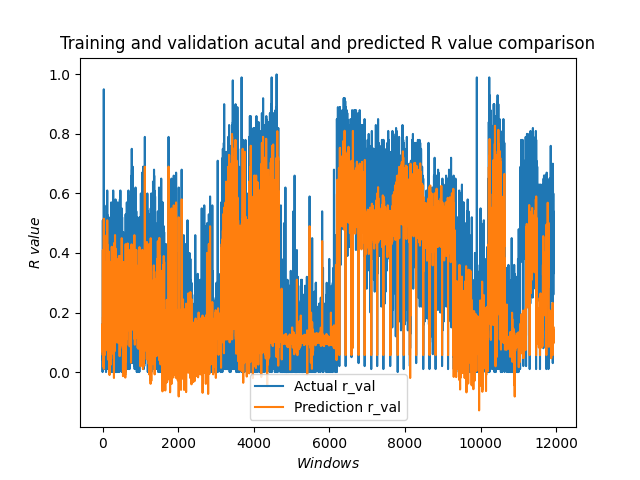 Training and validation acutal and predicted R value comparison
1.0
0.8
0.6
0.4
0.2
0.0
R value
Actual r_val
Prediction r_val
0 2000 4000 6000 8000 10000 12000
Windows